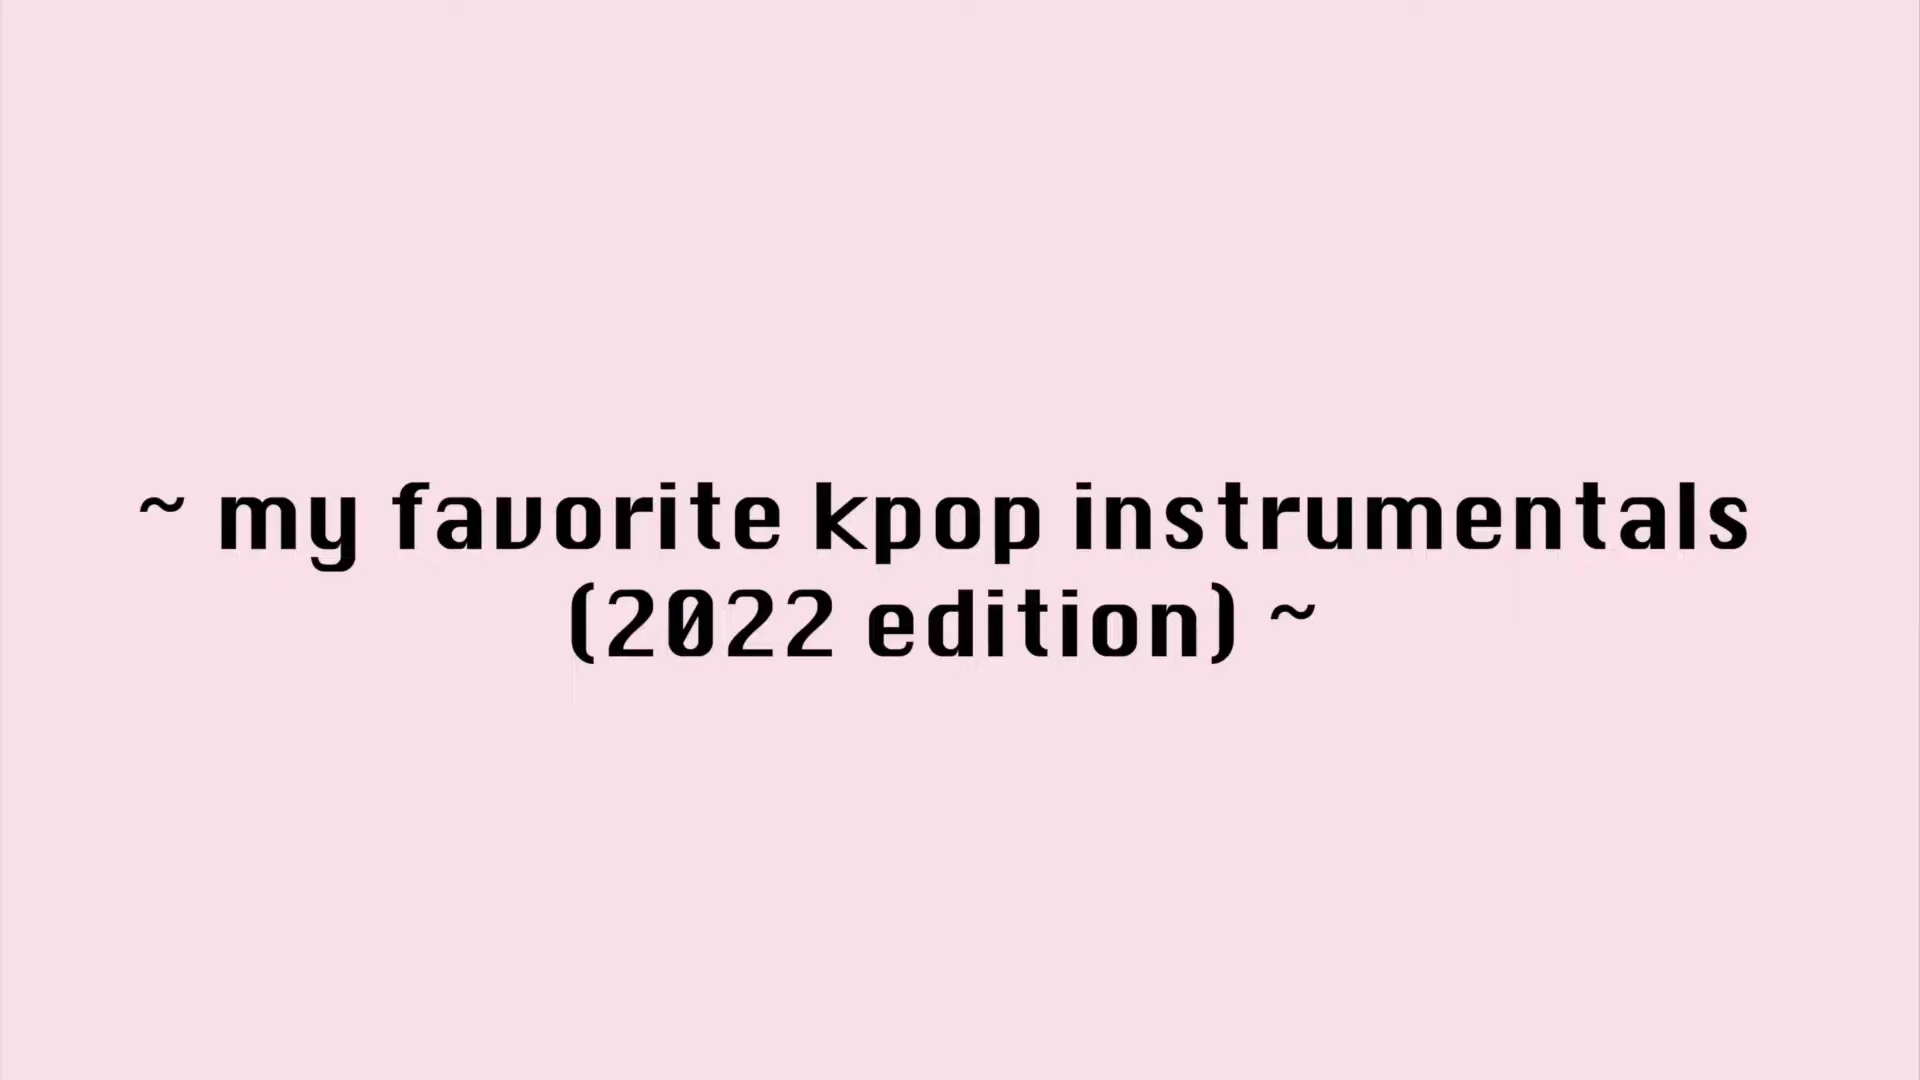 ~ my favorite kpop instrumentals
(2022 edition) ~